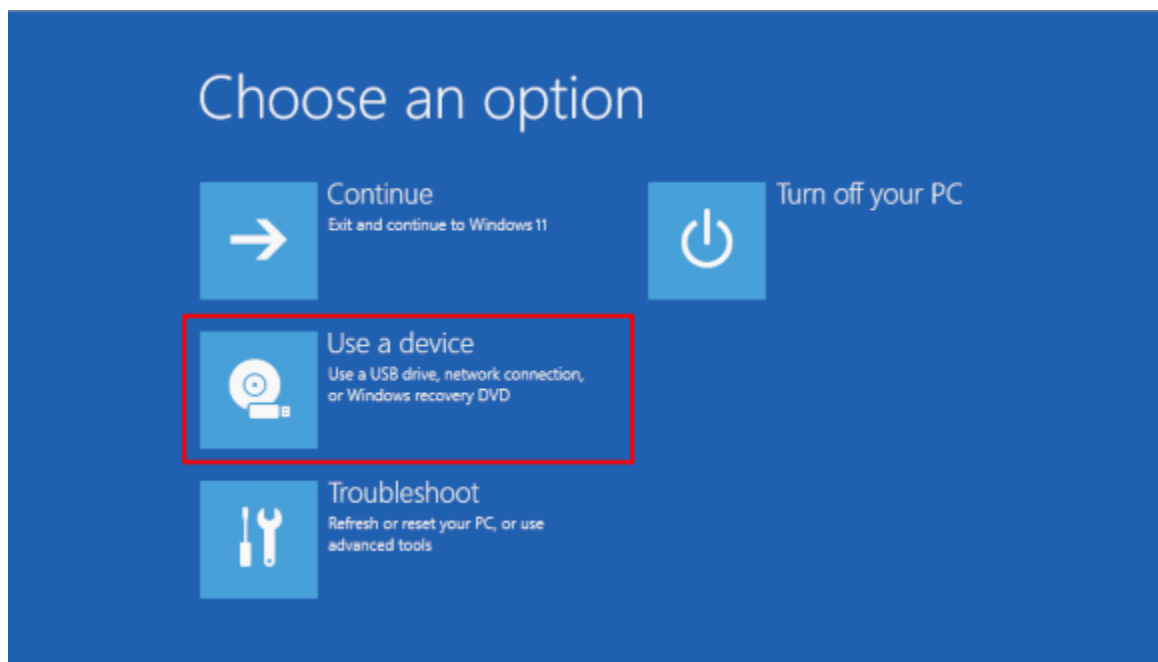 Choose an option
Continue
Exit and continue to Windows 11
Turn off your PC
Use a device
Use a USB drive, network connection,
or Windows recovery DVD
Troubleshoot
Refresh or reset your PC, or use
advanced tools